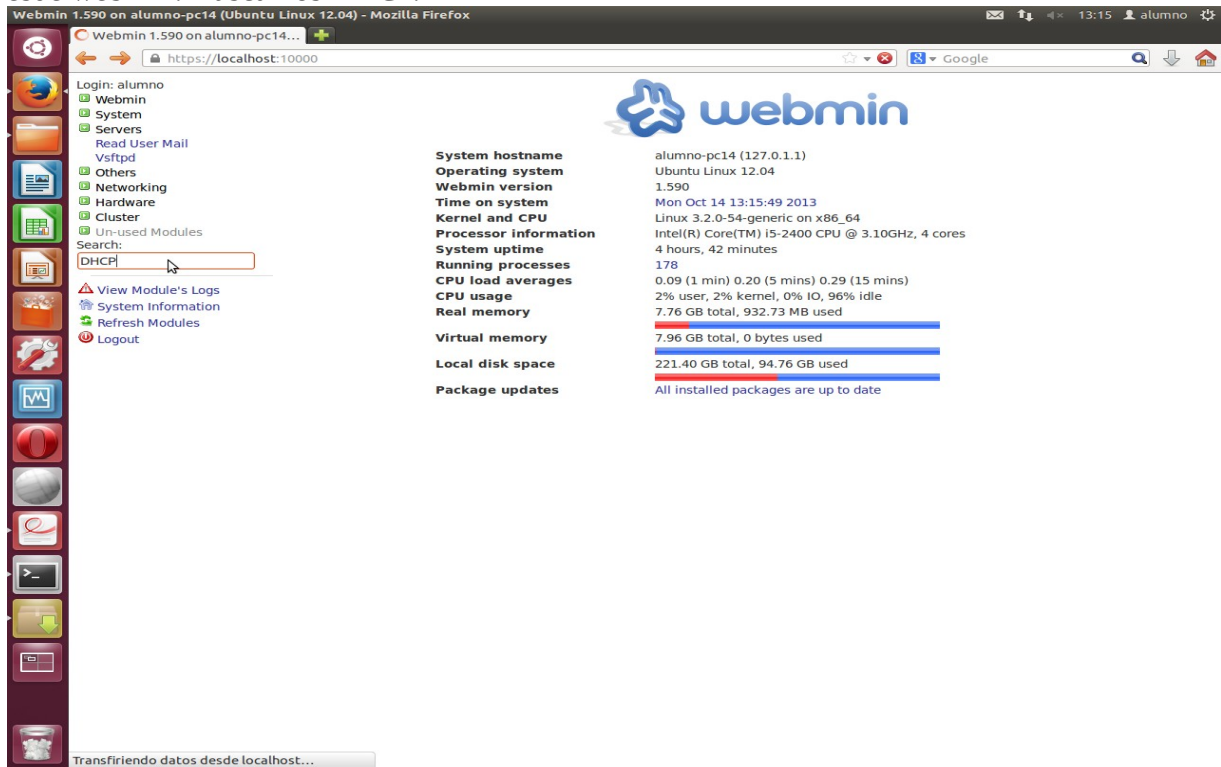 Webmin 1.590 on alumno-pc14 (Ubuntu Linux 12.04) - Mozilla Firefox
13:15 alumno
Webmin 1.590 on alumno-pc14...
https://localhost:10000
Google
Login: alumno
Webmin
System
Servers
Read User Mail
Vsftpd
Others
Networking
Hardware
Cluster
Un-used Modules
Search:
DHCP
View Module's Logs
System Information
Refresh Modules
Logout
webmin
System hostname alumno-pc14 (127.0.1.1)
Operating system Ubuntu Linux 12.04
Webmin version 1.590
Time on system Mon Oct 14 13:15:49 2013
Kernel and CPU Linux 3.2.0-54-generic on x86_64
Processor information Intel(R) Core(TM) i5-2400 CPU @ 3.10GHz, 4 cores
System uptime 4 hours, 42 minutes
Running processes 178
CPU load averages 0.09 (1 min) 0.20 (5 mins) 0.29 (15 mins)
CPU usage 2% user, 2% kernel, 0% IO, 96% idle
Real memory 7.76 GB total, 932.73 MB used
Virtual memory 7.96 GB total, 0 bytes used
Local disk space 221.40 GB total, 94.76 GB used
Package updates All installed packages are up to date
Transfiriendo datos desde localhost...